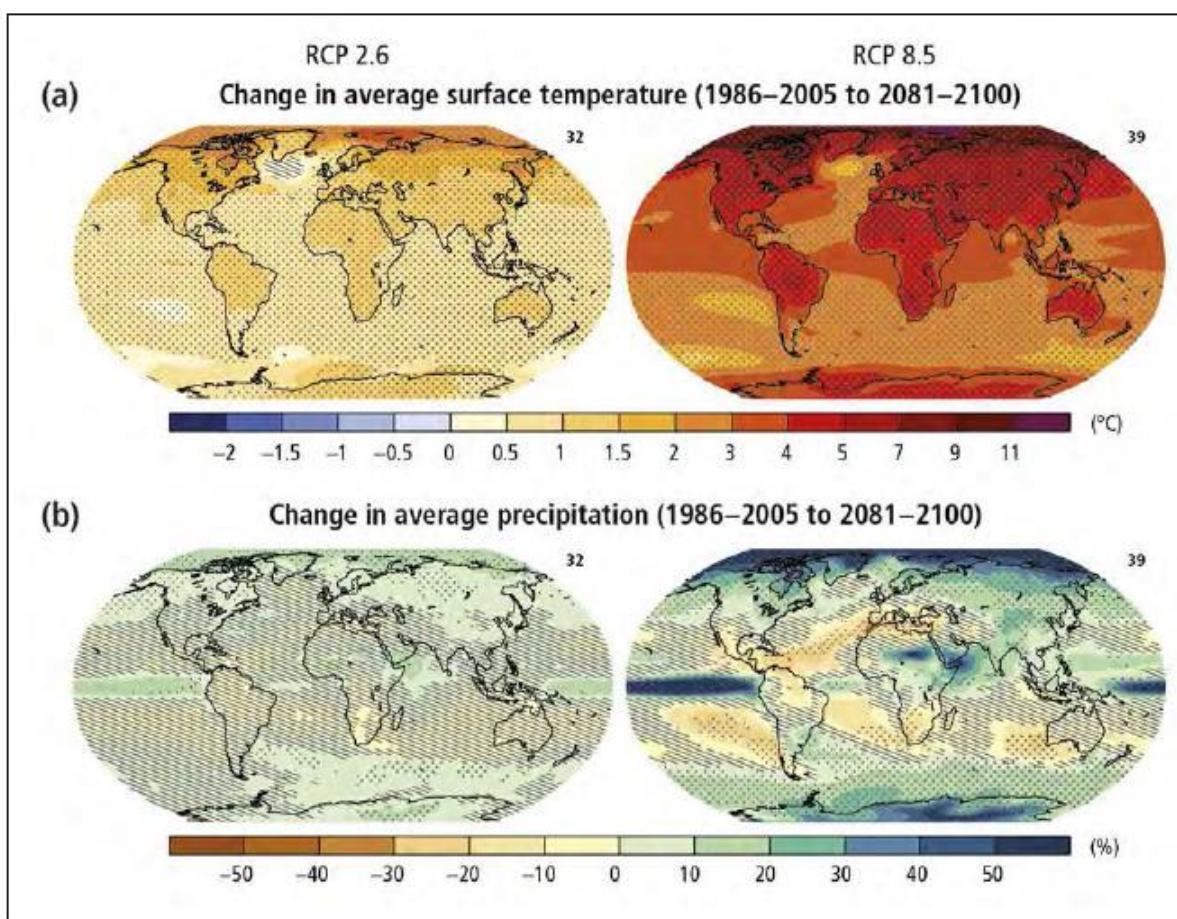 RCP 2.6 RCP 8.5
(a) Change in average surface temperature (1986–2005 to 2081–2100)
32 39
(°C)
−2 −1.5 −1 −0.5 0 0.5 1 1.5 2 3 4 5 7 9 11
(b) Change in average precipitation (1986–2005 to 2081–2100)
32 39
(%)
−50 −40 −30 −20 −10 0 10 20 30 40 50